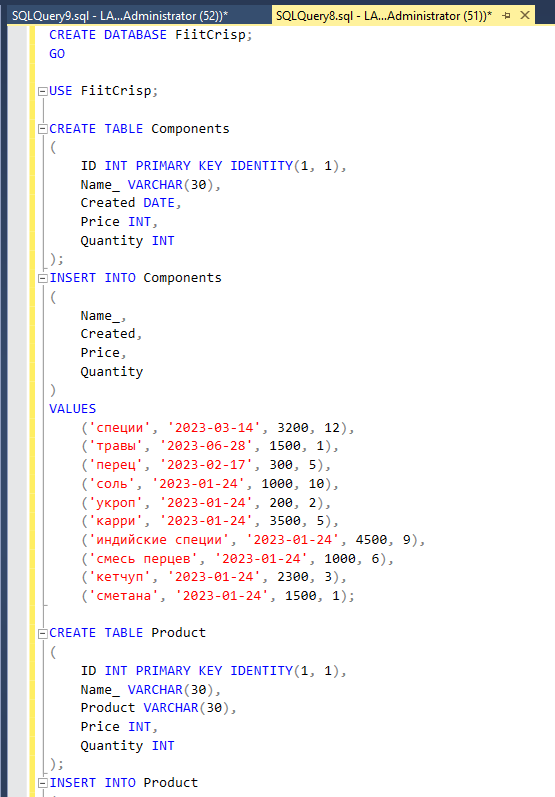 SQLQuery9.sql - LA...Administrator (52))*
SQLQuery8.sql - LA...Administrator (51))*
CREATE DATABASE FiitCrisp;
GO
USE FiitCrisp;
CREATE TABLE Components
(
ID INT PRIMARY KEY IDENTITY(1, 1),
Name_ VARCHAR(30),
Created DATE,
Price INT,
Quantity INT
);
INSERT INTO Components
(
Name_,
Created,
Price,
Quantity
)
VALUES
('специи', '2023-03-14', 3200, 12),
('травы', '2023-06-28', 1500, 1),
('перец', '2023-02-17', 300, 5),
('соль', '2023-01-24', 1000, 10),
('укроп', '2023-01-24', 200, 2),
('карри', '2023-01-24', 3500, 5),
('индийские специи', '2023-01-24', 4500, 9),
('смесь перцев', '2023-01-24', 1000, 6),
('кетчуп', '2023-01-24', 2300, 3),
('сметана', '2023-01-24', 1500, 1);
CREATE TABLE Product
(
ID INT PRIMARY KEY IDENTITY(1, 1),
Name_ VARCHAR(30),
Product VARCHAR(30),
Price INT,
Quantity INT
);
INSERT INTO Product